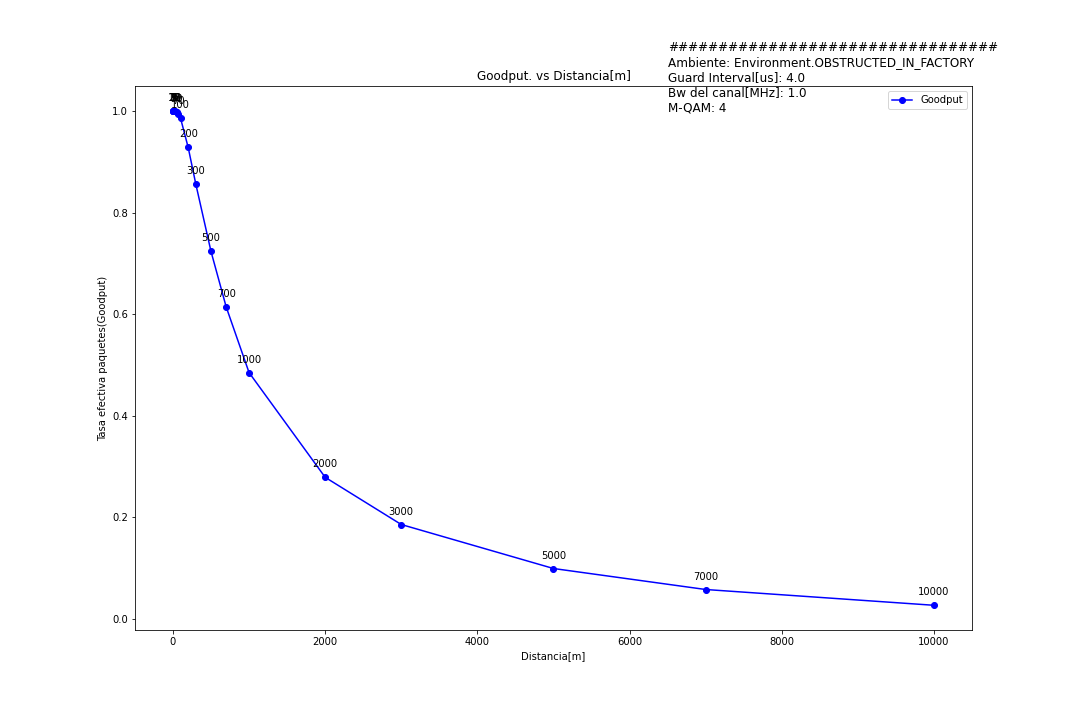 ################################
Ambiente: Environment.OBSTRUCTED_IN_FACTORY
Guard Interval[us]: 4.0
Bw del canal[MHz]: 1.0
M-QAM: 4
Goodput. vs Distancia[m]
Goodput
100
200
300
500
700
1000
2000
3000
5000
7000
10000
1.0
0.8
0.6
0.4
0.2
0.0
Tasa efectiva paquetes(Goodput)
0 2000 4000 6000 8000 10000
Distancia[m]